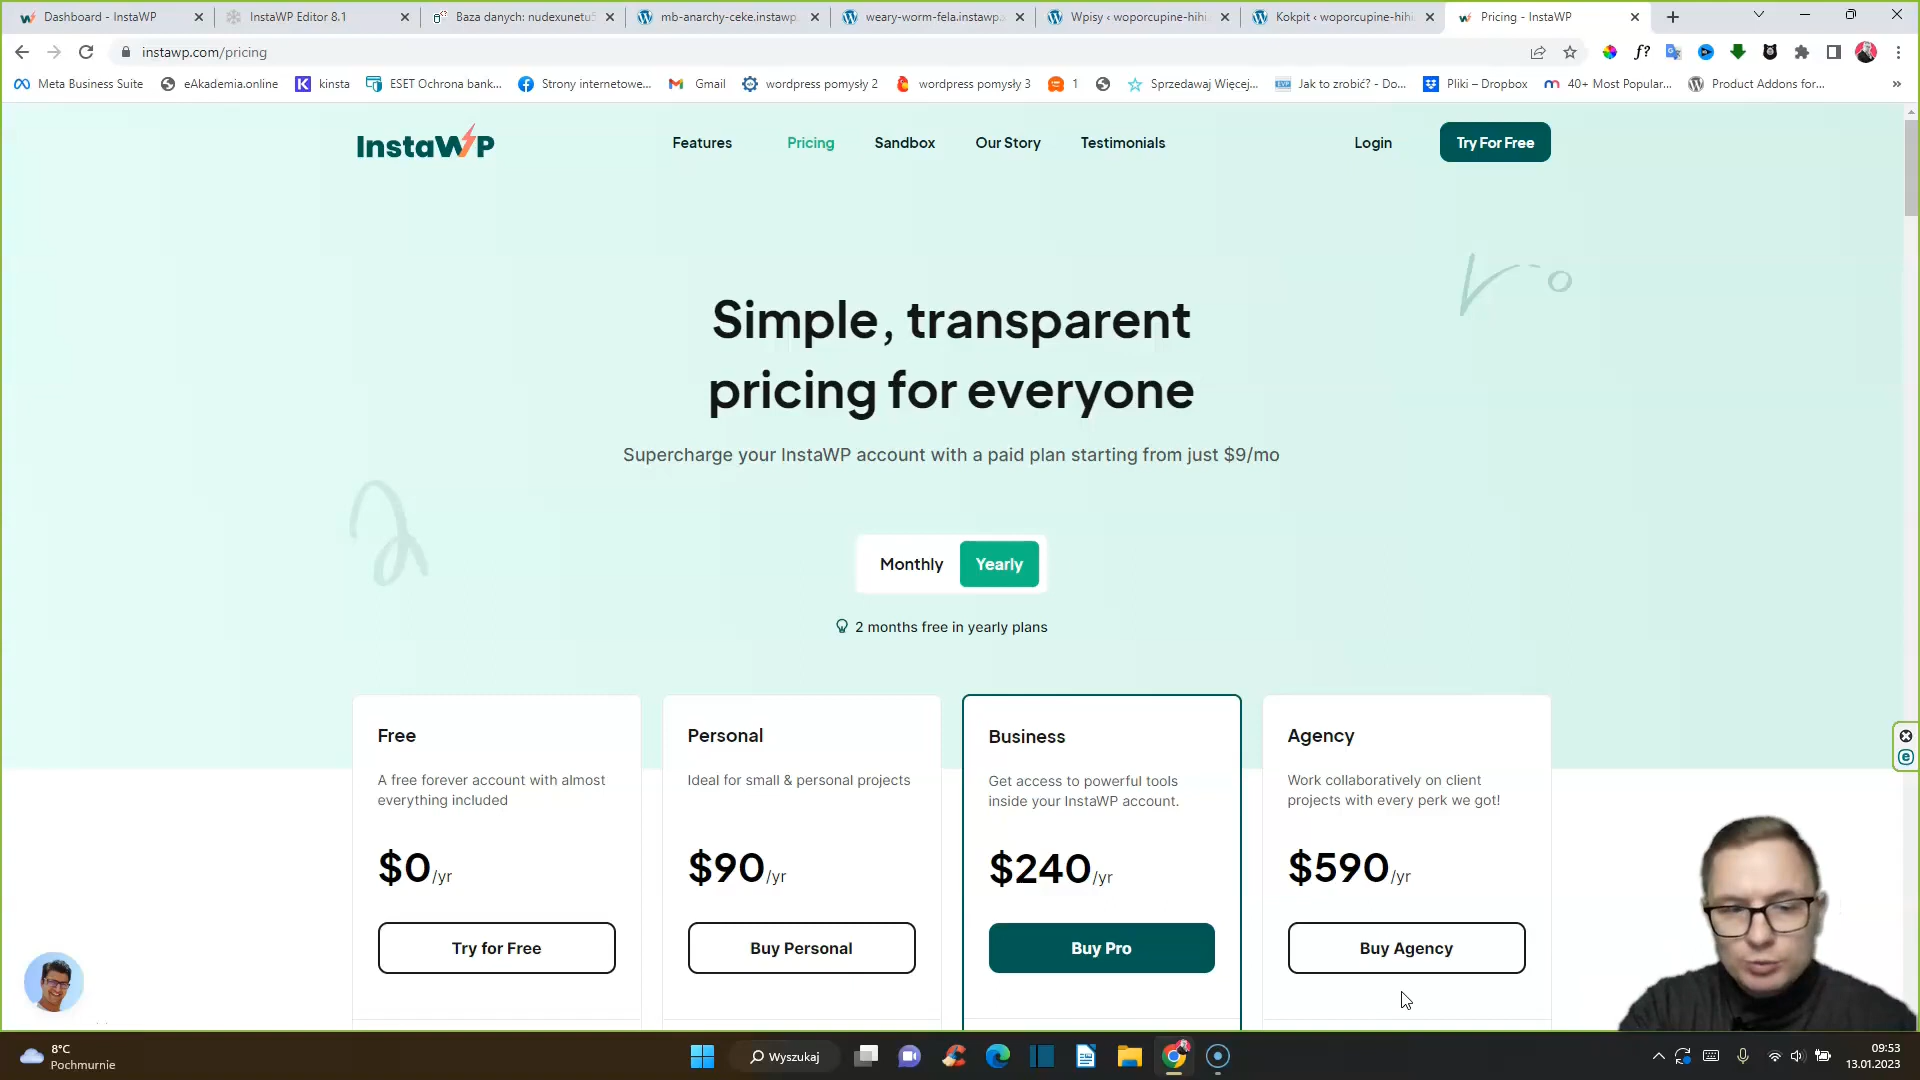 Dashboard - InstaWP
InstaWP Editor 8.1
Baza danych: nudexunetu5
mb-anarchy-ceke.instawp.
weary-worm-fela.instawp.
Wpisy ‹ woporcupine-hihi
Kokpit ‹ woporcupine-hihi
Pricing - InstaWP
instawp.com/pricing
f?
Meta Business Suite
eAkademia.online
kinsta
ESET Ochrona bank...
Strony internetowe...
Gmail
wordpress pomysły 2
wordpress pomysły 3
1
Sprzedawaj Więcej,...
Jak to zrobić? - Do...
Pliki – Dropbox
40+ Most Popular...
Product Addons for...
»
InstaWP
Features
Pricing
Sandbox
Our Story
Testimonials
Login
Try For Free
Simple, transparent
pricing for everyone
Supercharge your InstaWP account with a paid plan starting from just $9/mo
Monthly
Yearly
2 months free in yearly plans
Free
A free forever account with almost
everything included
$0/yr
Try for Free
Personal
Ideal for small & personal projects
$90/yr
Buy Personal
Business
Get access to powerful tools
inside your InstaWP account.
$240/yr
Buy Pro
Agency
Work collaboratively on client
projects with every perk we got!
$590/yr
Buy Agency
8°C
Pochmurnie
Wyszukaj
09:53
13.01.2023